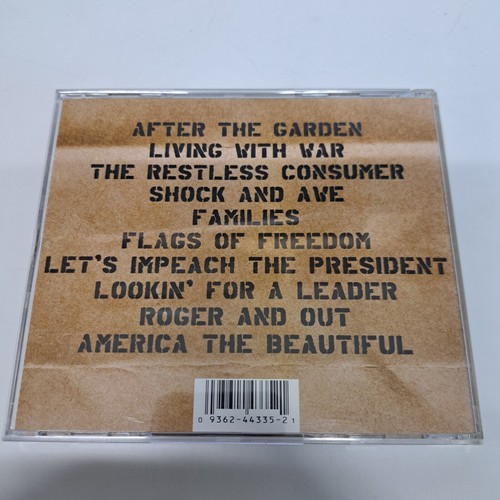 AFTER THE GARDEN
LIVING WITH WAR
THE RESTLESS CONSUMER
SHOCK AND AWE
FAMILIES
FLAGS OF FREEDOM
LET'S IMPEACH THE PRESIDENT
LOOKIN' FOR A LEADER
ROGER AND OUT
AMERICA THE BEAUTIFUL
0 9362-44335-2 1